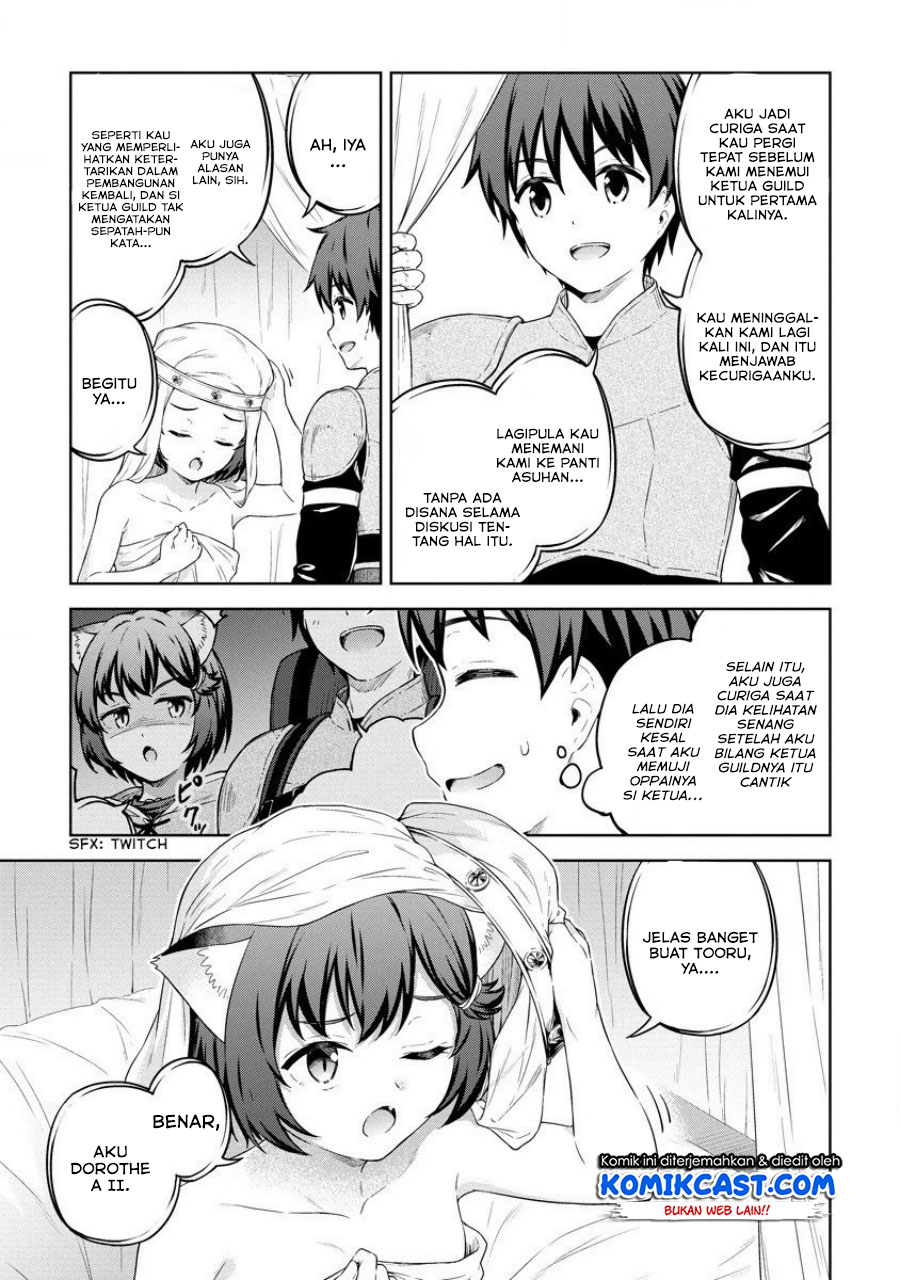 AKU JADI
CURIGA SAAT
KAU PERGI
TEPAT SEBELUM
KAMI MENEMUI
KETUA GUILD
UNTUK PERTAMA
KALINYA.
KAU MENINGGAL-
KAN KAMI LAGI
KALI INI, DAN ITU
MENJAWAB
KECURIGAANKU.
LAGIPULA KAU
MENEMANI
KAMI KE PANTI
ASUHAN...
TANPA ADA
DISANA SELAMA
DISKUSI TEN-
TANG HAL ITU.
AH, IYA
...
AKU JUGA
PUNYA
ALASAN
LAIN, SIH.
SEPERTI KAU
YANG MEMPERLI-
HATKAN KETER-
TARIKAN DALAM
PEMBANGUNAN
KEMBALI, DAN SI
KETUA GUILD TAK
MENGATAKAN
SEPATAH-PUN
KATA...
BEGITU
YA...
SELAIN ITU,
AKU JUGA
CURIGA SAAT
DIA KELIHATAN
SENANG
SETELAH AKU
BILANG KETUA
GUILDNYA ITU
CANTIK
LALU DIA
SENDIRI
KESAL
SAAT AKU
MEMUJI
OPPAINYA
SI KETUA...
ピクッ
SFX: TWITCH
JELAS BANGET
BUAT TOORU,
YA....
BENAR,
AKU
DOROTHE
A II.
Komik ini diterjemahkan & diedit oleh
KOMIKCAST.COM
BUKAN WEB LAIN!!